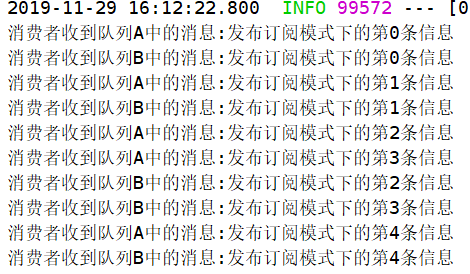 2019-11-29 16:12:22.800  INFO 99572 --- [0
消费者收到队列A中的消息:发布订阅模式下的第0条信息
消费者收到队列B中的消息:发布订阅模式下的第0条信息
消费者收到队列A中的消息:发布订阅模式下的第1条信息
消费者收到队列B中的消息:发布订阅模式下的第1条信息
消费者收到队列A中的消息:发布订阅模式下的第2条信息
消费者收到队列A中的消息:发布订阅模式下的第3条信息
消费者收到队列B中的消息:发布订阅模式下的第2条信息
消费者收到队列B中的消息:发布订阅模式下的第3条信息
消费者收到队列A中的消息:发布订阅模式下的第4条信息
消费者收到队列B中的消息:发布订阅模式下的第4条信息